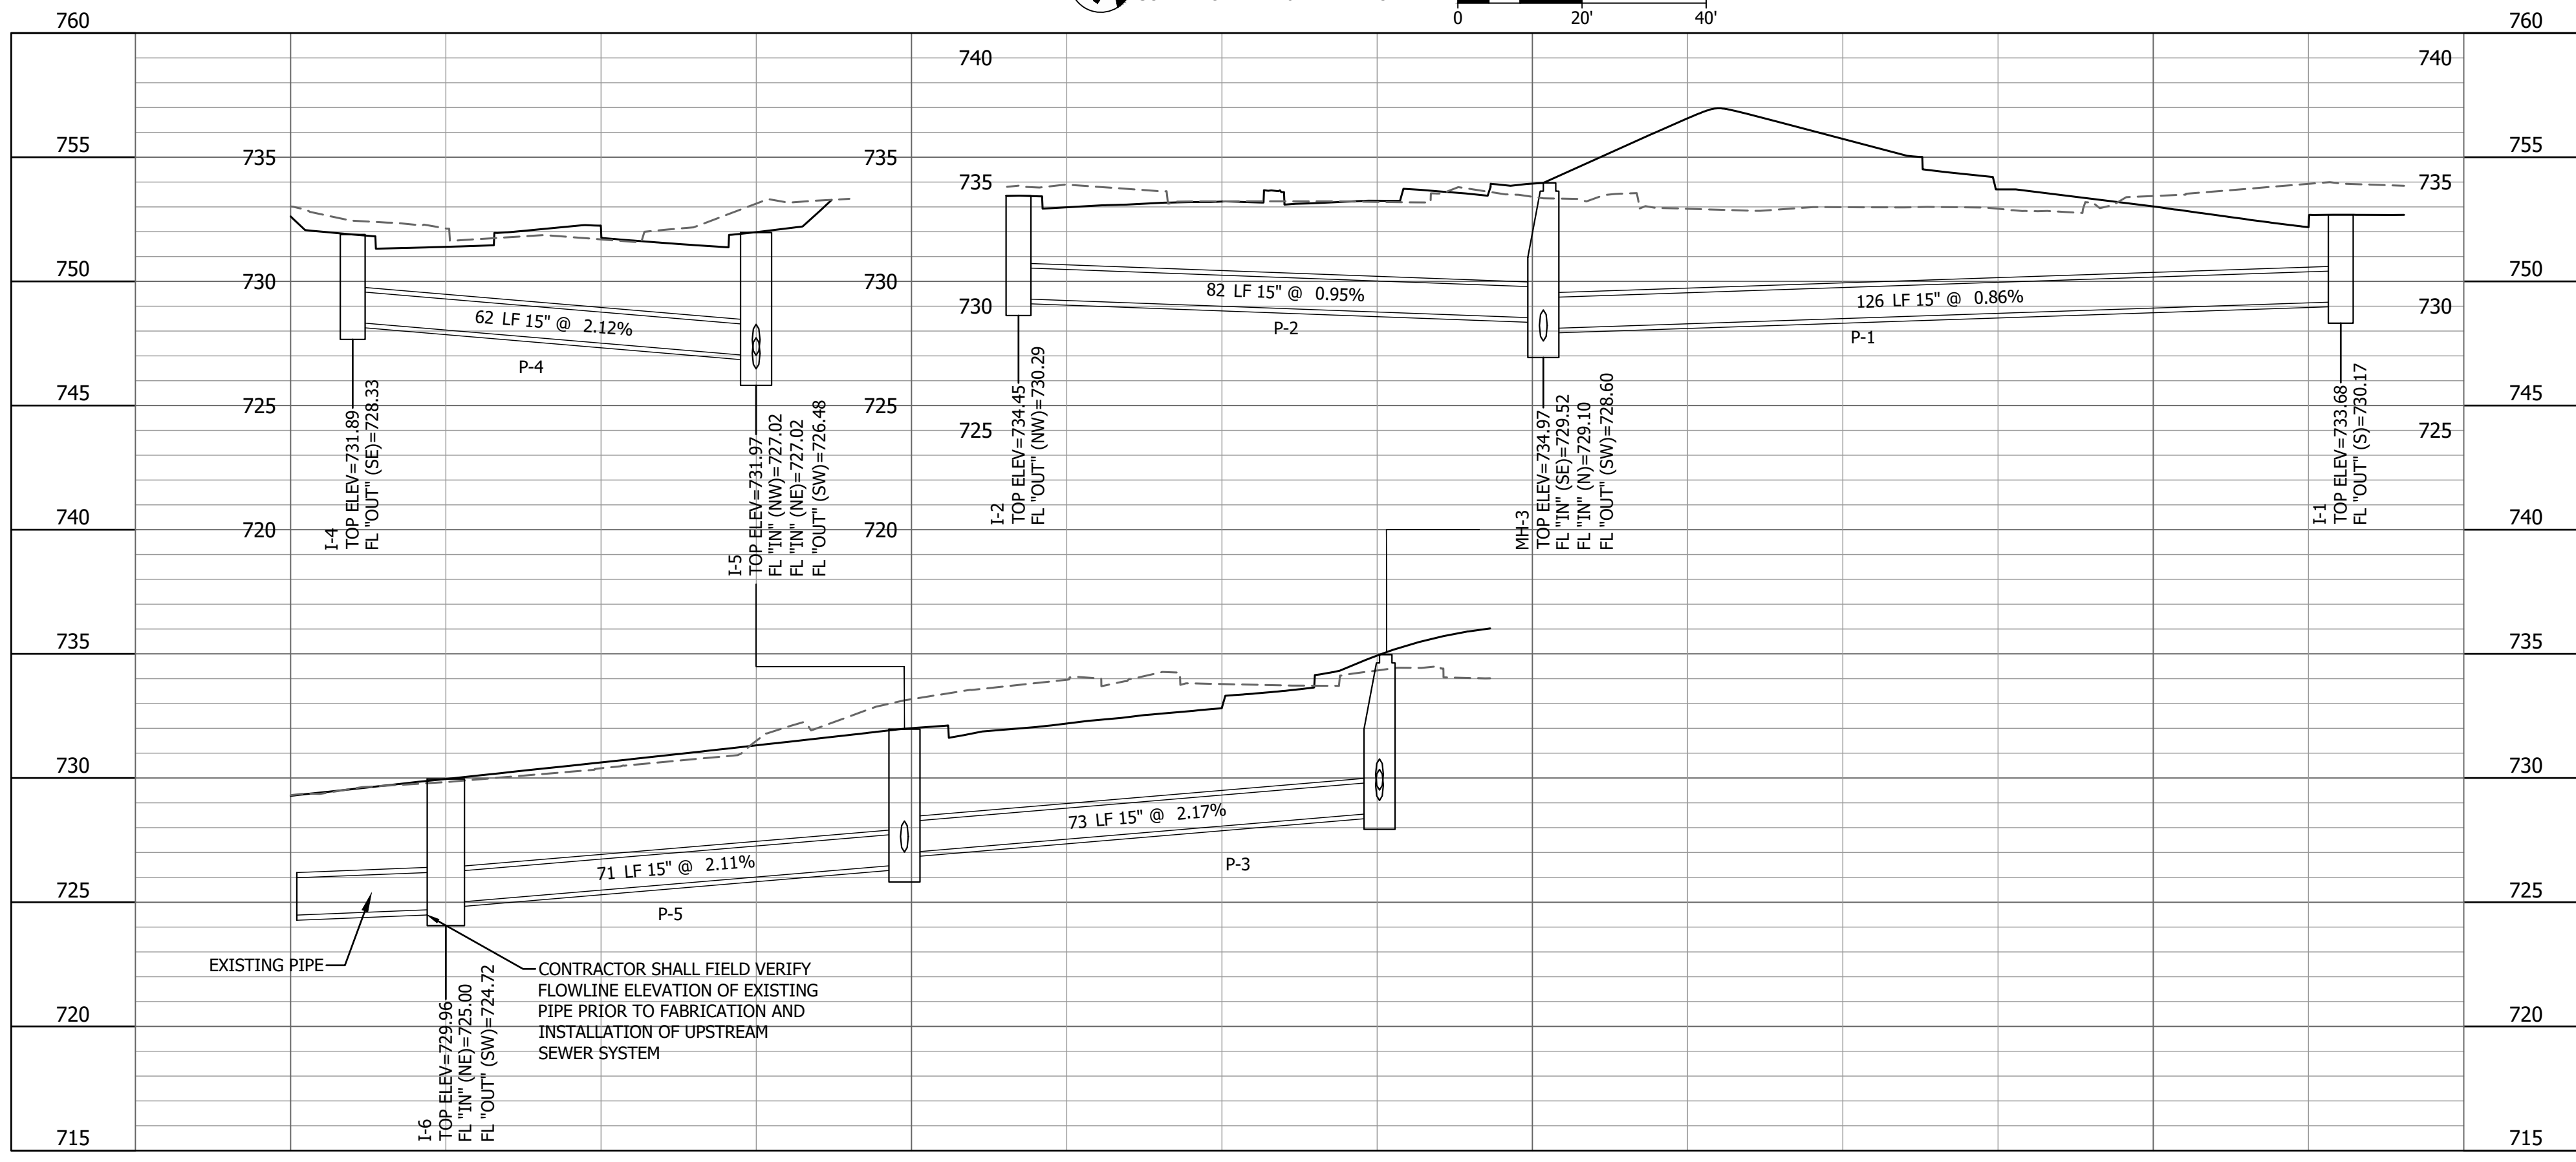 0 20' 40'
760 760
740 740
755 735 735 755
735 735
750 730 730 750
730 730
745 725 725 745
725 725
740 720 720 740
735 735
730 730
725 725
720 720
715 715
62 LF 15" @ 2.12%
P-4
82 LF 15" @ 0.95%
P-2
126 LF 15" @ 0.86%
P-1
I-4
TOP ELEV=731.89
FL "OUT" (SE)=728.33
I-5
TOP ELEV=731.97
FL "IN" (NW)=727.02
FL "IN" (NE)=727.02
FL "OUT" (SW)=726.48
I-2
TOP ELEV=734.45
FL "OUT" (NW)=730.29
MH-3
TOP ELEV=734.97
FL "IN" (SE)=729.52
FL "IN" (N)=729.10
FL "OUT" (SW)=728.60
I-1
TOP ELEV=733.68
FL "OUT" (S)=730.17
73 LF 15" @ 2.17%
P-3
71 LF 15" @ 2.11%
P-5
EXISTING PIPE
CONTRACTOR SHALL FIELD VERIFY
FLOWLINE ELEVATION OF EXISTING
PIPE PRIOR TO FABRICATION AND
INSTALLATION OF UPSTREAM
SEWER SYSTEM
I-6
TOP ELEV=729.96
FL "IN" (NE)=725.00
FL "OUT" (SW)=724.72